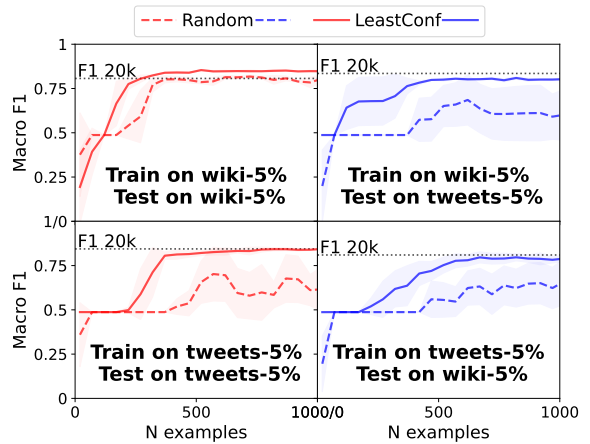 Random LeastConf
1
F1 20k F1 20k
0.75
Macro F1
0.5
0.25
Train on wiki-5% Train on wiki-5%
Test on wiki-5% Test on tweets-5%
1/0
F1 20k F1 20k
0.75
Macro F1
0.5
0.25
Train on tweets-5% Train on tweets-5%
Test on tweets-5% Test on wiki-5%
0
0 500 1000/0 500 1000
N examples N examples